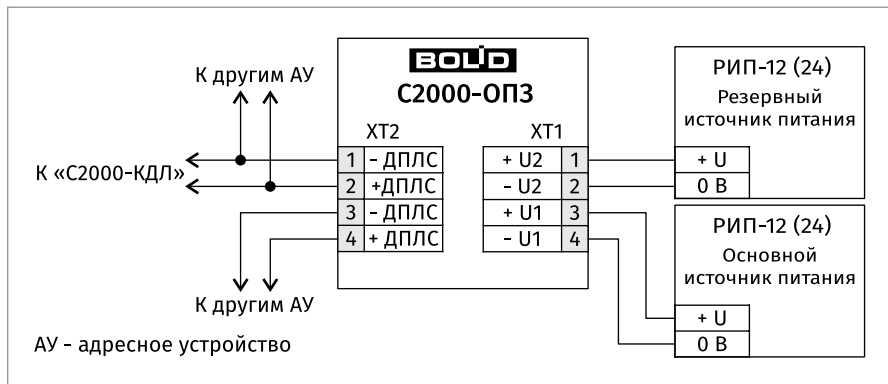 BOLID
С2000-ОПЗ
К другим АУ
К «С2000-КДЛ»
К другим АУ
АУ - адресное устройство
XT2
1 - ДПЛС
2 +ДПЛС
3 - ДПЛС
4 + ДПЛС
XT1
+ U2 1
- U2 2
+ U1 3
- U1 4
РИП-12 (24)
Резервный
источник питания
+ U
0 В
РИП-12 (24)
Основной
источник питания
+ U
0 В